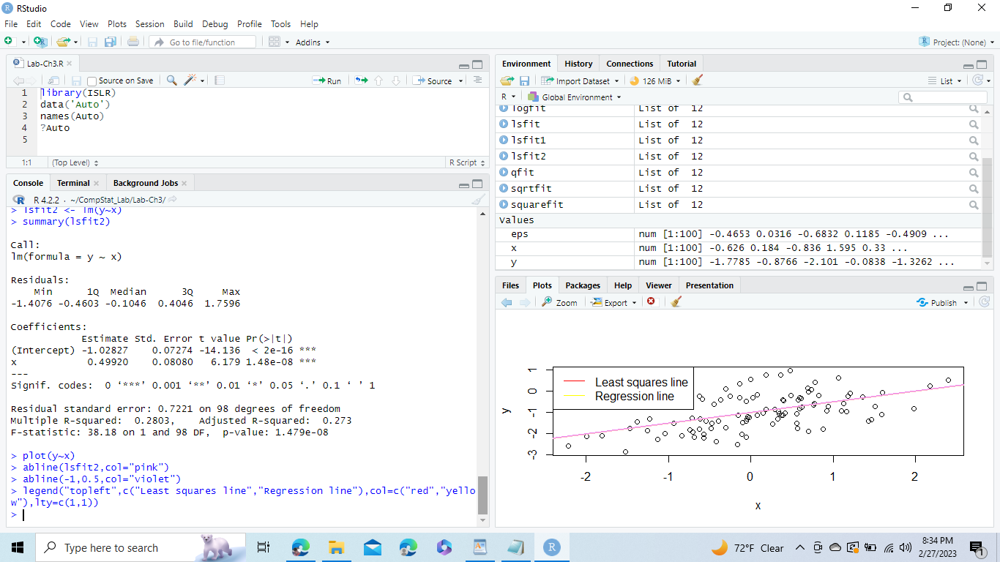 RStudio
File Edit Code View Plots Session Build Debug Profile Tools Help
Go to file/function Addins Project: (None)
Lab-Ch3.R
Source on Save Run Source
1 library(ISLR)
2 data('Auto')
3 names(Auto)
4 ?Auto
5
1:1 (Top Level) R Script
Console Terminal Background Jobs
R 4.2.2 · ~/CompStat_Lab/Lab-Ch3/
> lsfit2 <- lm(y~x)
> summary(lsfit2)
Call:
lm(formula = y ~ x)
Residuals:
Min 1Q Median 3Q Max
-1.4076 -0.4603 -0.1046 0.4046 1.7596
Coefficients:
Estimate Std. Error t value Pr(>|t|)
(Intercept) -1.02827 0.07274 -14.136 < 2e-16 ***
x 0.49920 0.08080 6.179 1.48e-08 ***
---
Signif. codes: 0 ‘***’ 0.001 ‘**’ 0.01 ‘*’ 0.05 ‘.’ 0.1 ‘ ’ 1
Residual standard error: 0.7221 on 98 degrees of freedom
Multiple R-squared: 0.2803, Adjusted R-squared: 0.273
F-statistic: 38.18 on 1 and 98 DF, p-value: 1.479e-08
> plot(y~x)
> abline(lsfit2,col="pink")
> abline(-1,0.5,col="violet")
> legend("topleft",c("Least squares line","Regression line"),col=c("red","yello
w"),lty=c(1,1))
>
Environment History Connections Tutorial
Import Dataset 126 MiB List
R Global Environment
logfit List of 12
lsfit List of 12
lsfit1 List of 12
lsfit2 List of 12
qfit List of 12
sqrtfit List of 12
squarefit List of 12
Values
eps num [1:100] -0.4653 0.0316 -0.6832 0.1185 -0.4909 ...
x num [1:100] -0.626 0.184 -0.836 1.595 0.33 ...
y num [1:100] -1.7785 -0.8766 -2.101 -0.0838 -1.3262 ...
Files Plots Packages Help Viewer Presentation
Zoom Export Publish
Least squares line
Regression line
1
0
-1
-2
-3
y
-2 -1 0 1 2
x
Type here to search
72°F Clear
8:34 PM
2/27/2023
1